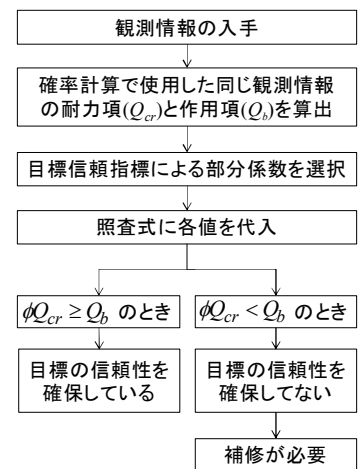 観測情報の入手
確率計算で使用した同じ観測情報
の耐力項(Qcr)と作用項(Qb)を算出
目標信頼指標による部分係数を選択
照査式に各値を代入
ϕQcr ≥ Qb のとき
ϕQcr < Qb のとき
目標の信頼性を
確保している
目標の信頼性を
確保してない
補修が必要